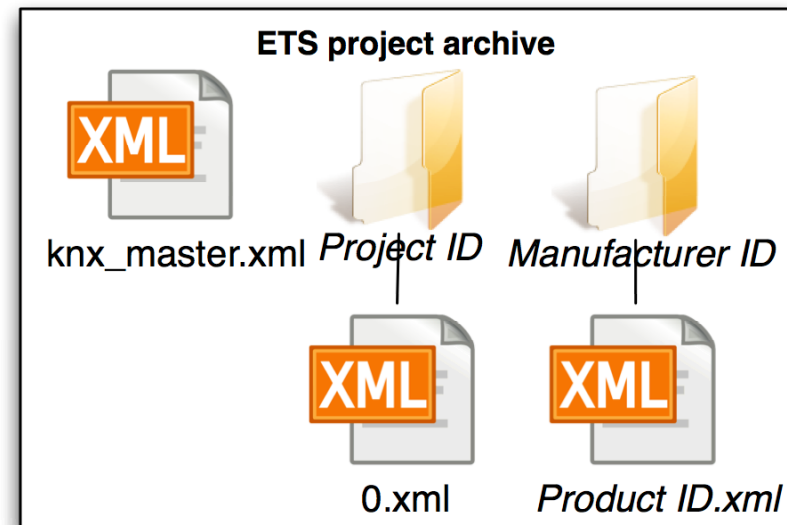 ETS project archive
XML
knx_master.xml
Project ID
Manufacturer ID
XML
XML
0.xml
Product ID.xml